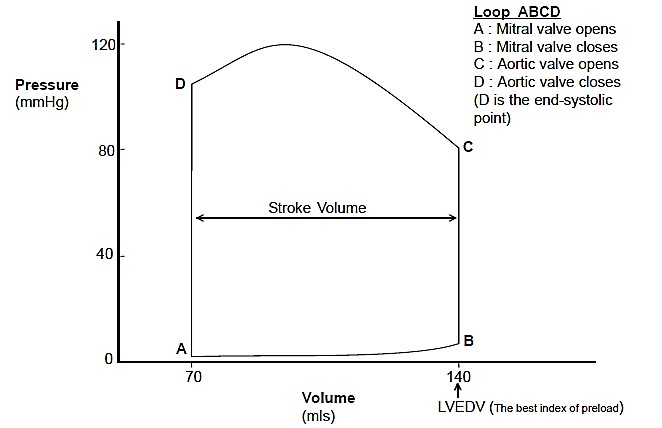 Loop ABCD
A : Mitral valve opens
B : Mitral valve closes
C : Aortic valve opens
D : Aortic valve closes
(D is the end-systolic
point)
120
D
Pressure
(mmHg)
80
C
Stroke Volume
40
B
A
0
70
140
Volume
(mls)
LVEDV (The best index of preload)